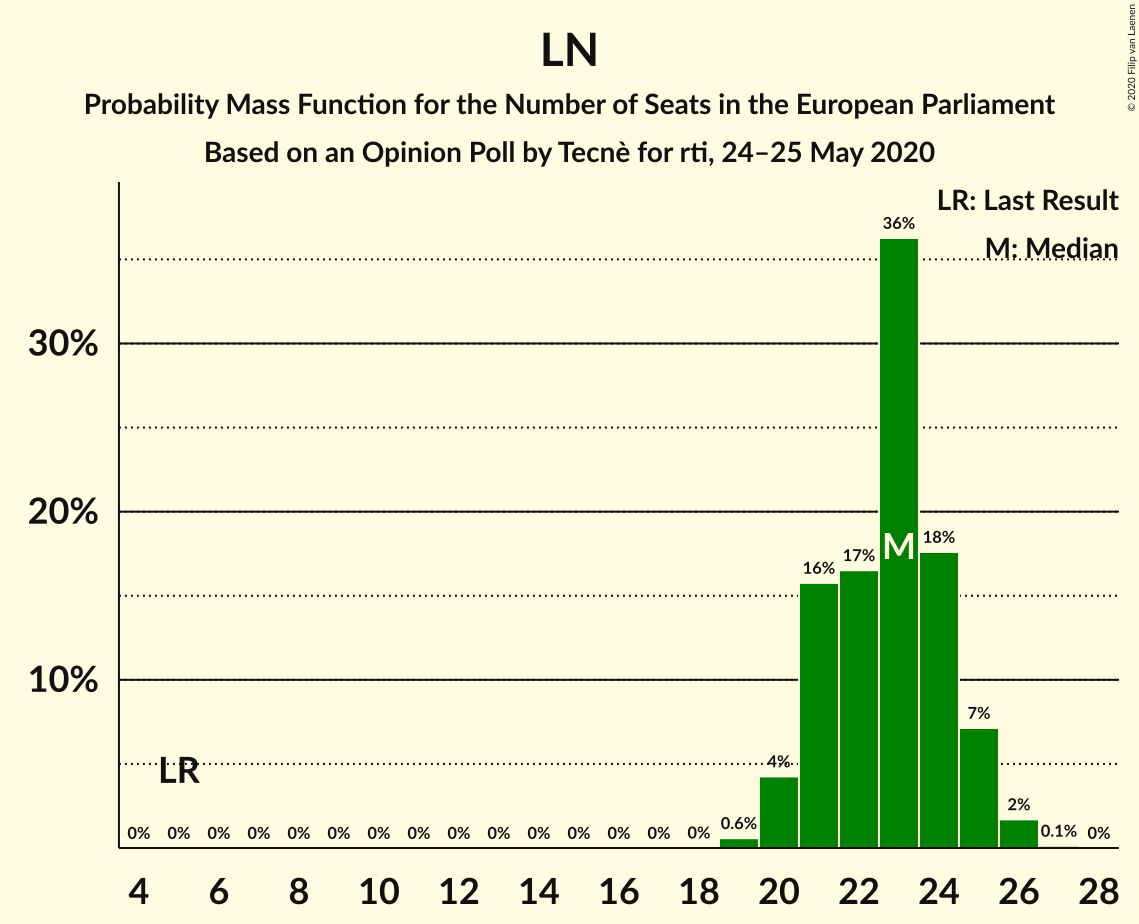 LN
Probability Mass Function for the Number of Seats in the European Parliament
Based on an Opinion Poll by Tecnè for rti, 24–25 May 2020
© 2020 Filip van Laenen
LR: Last Result
M: Median
36%
30%
20%
M
18%
17%
16%
10%
7%
LR
4%
2%
0% 0% 0% 0% 0% 0% 0% 0% 0% 0% 0% 0% 0% 0% 0% 0.6% 0.1% 0%
4 6 8 10 12 14 16 18 20 22 24 26 28